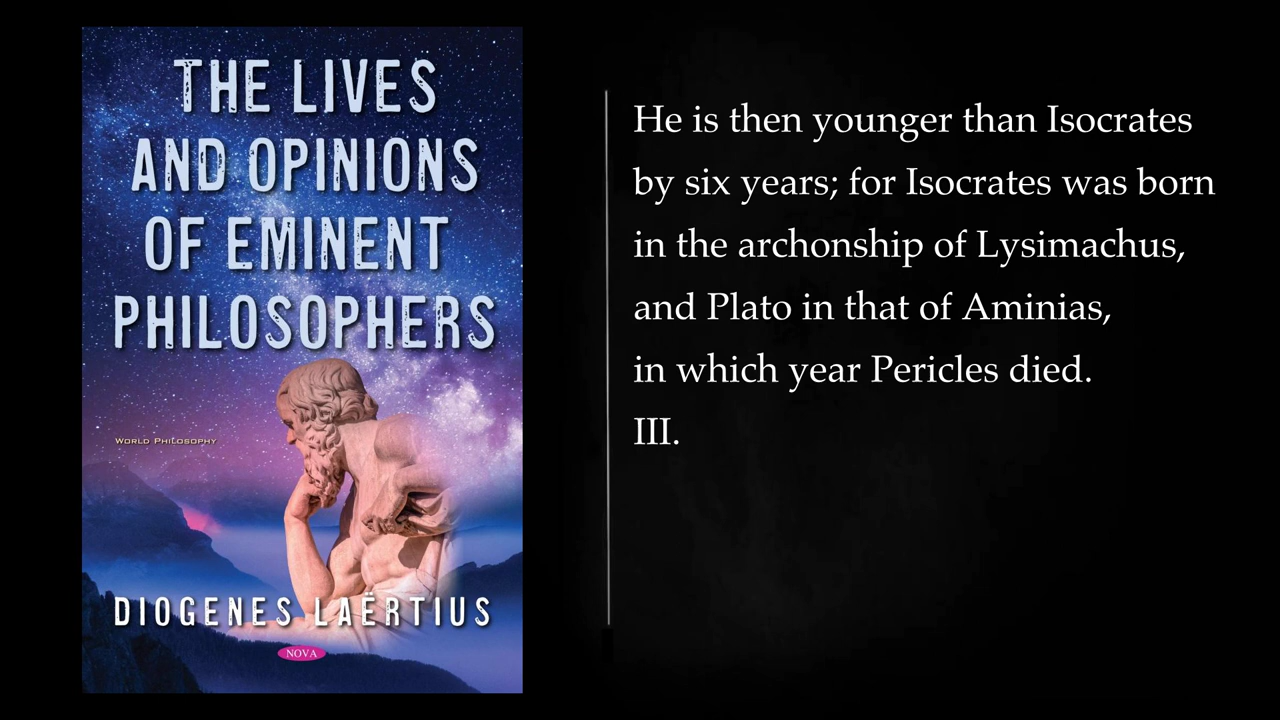 THE LIVES
AND OPINIONS
OF EMINENT
PHILOSOPHERS
WORLD PHILOSOPHY
DIOGENES LAËRTIUS
NOVA
He is then younger than Isocrates
by six years; for Isocrates was born
in the archonship of Lysimachus,
and Plato in that of Aminias,
in which year Pericles died.
III.